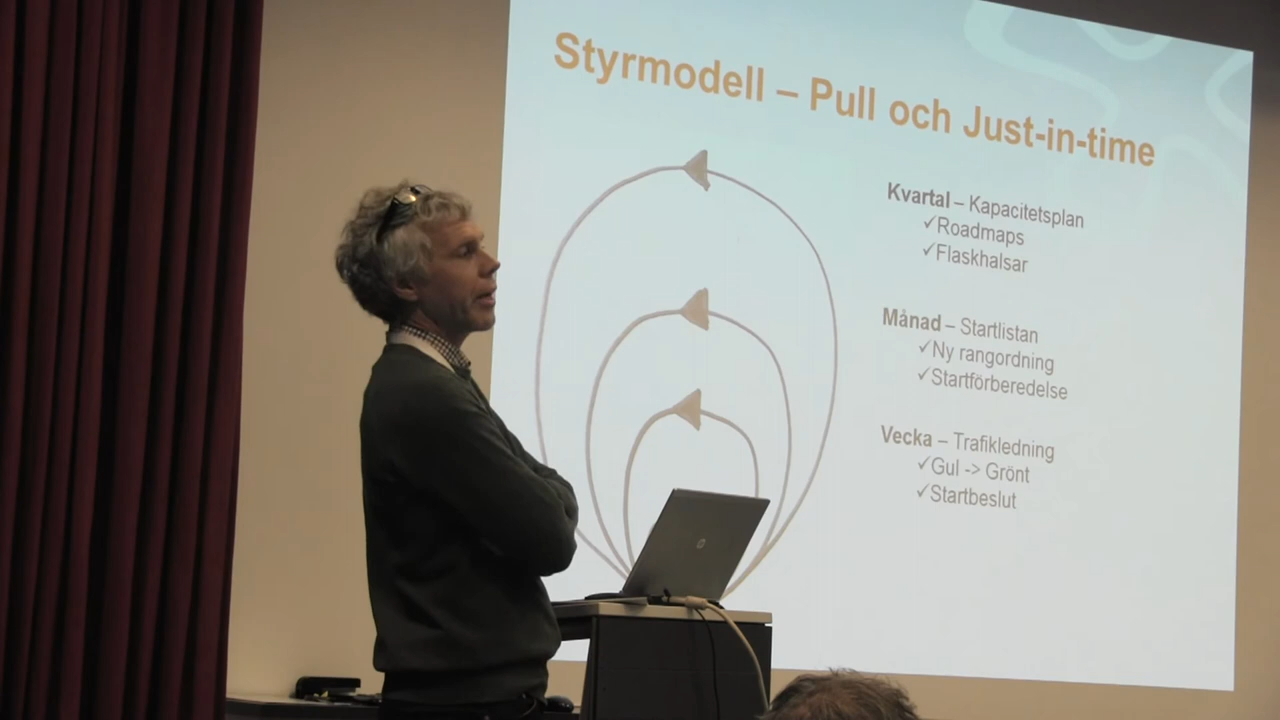 Styrmodell – Pull och Just-in-time
Kvartal – Kapacitetsplan
✓Roadmaps
✓Flaskhalsar
Månad – Startlistan
✓Ny rangordning
✓Startförberedelse
Vecka – Trafikledning
✓Gul -> Grönt
✓Startbeslut
hp